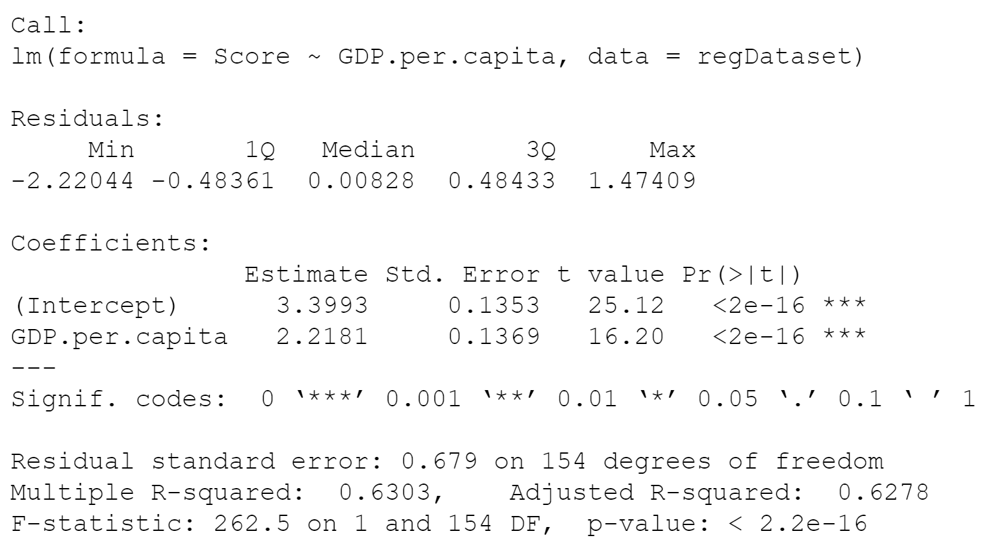 Call:
lm(formula = Score ~ GDP.per.capita, data = regDataset)
Residuals:
     Min       1Q   Median       3Q      Max
-2.22044 -0.48361  0.00828  0.48433  1.47409
Coefficients:
               Estimate Std. Error t value Pr(>|t|)
(Intercept)      3.3993     0.1353   25.12   <2e-16 ***
GDP.per.capita   2.2181     0.1369   16.20   <2e-16 ***
---
Signif. codes:  0 ‘***’ 0.001 ‘**’ 0.01 ‘*’ 0.05 ‘.’ 0.1 ‘ ’ 1
Residual standard error: 0.679 on 154 degrees of freedom
Multiple R-squared:  0.6303,    Adjusted R-squared:  0.6278
F-statistic: 262.5 on 1 and 154 DF,  p-value: < 2.2e-16